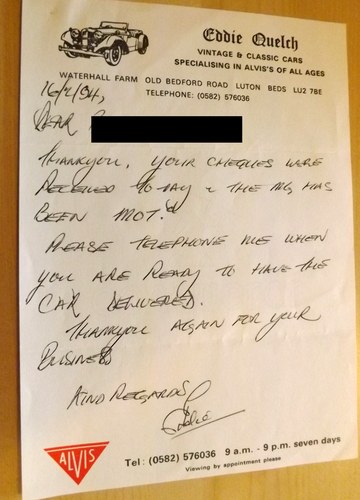 Eddie Quelch
VINTAGE & CLASSIC CARS
SPECIALISING IN ALVIS'S OF ALL AGES
WATERHALL FARM OLD BEDFORD ROAD LUTON BEDS LU2 7BE
TELEPHONE: (0582) 576036
16/2/94,
DEAR
THANKYOU, YOUR CHEQUES WERE
RECEIVED TO-DAY & THE MG HAS
BEEN MOT.'d
PLEASE TELEPHONE ME WHEN
YOU ARE READY TO HAVE THE
CAR DELIVERED.
THANKYOU AGAIN FOR YOUR
BUSINESS
KIND REGARDS
Eddie
ALVIS
Tel: (0582) 576036 9 a.m. - 9 p.m. seven days
Viewing by appointment please